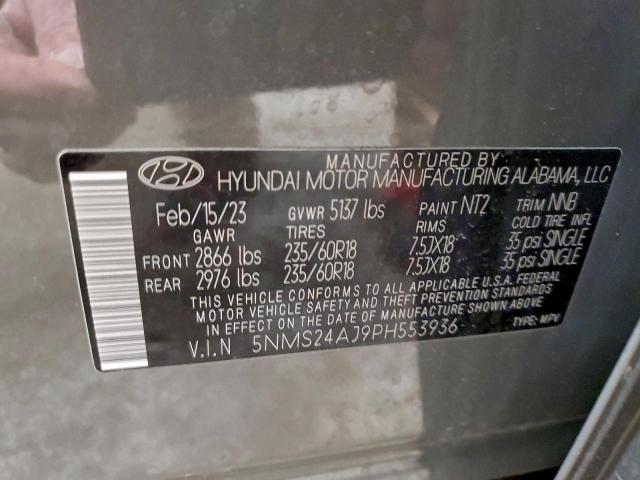 MANUFACTURED BY
HYUNDAI MOTOR MANUFACTURING ALABAMA, LLC
Feb/15/23 GVWR 5137 lbs PAINT NT2 TRIM NNB
GAWR TIRES RIMS COLD TIRE INFL
FRONT 2866 lbs 235/60R18 7.5JX18 35 psi SINGLE
REAR 2976 lbs 235/60R18 7.5JX18 35 psi SINGLE
THIS VEHICLE CONFORMS TO ALL APPLICABLE U.S.A. FEDERAL
MOTOR VEHICLE SAFETY AND THEFT PREVENTION STANDARDS
IN EFFECT ON THE DATE OF MANUFACTURE SHOWN ABOVE.
V.I.N 5NMS24AJ9PH553936 TYPE: MPV